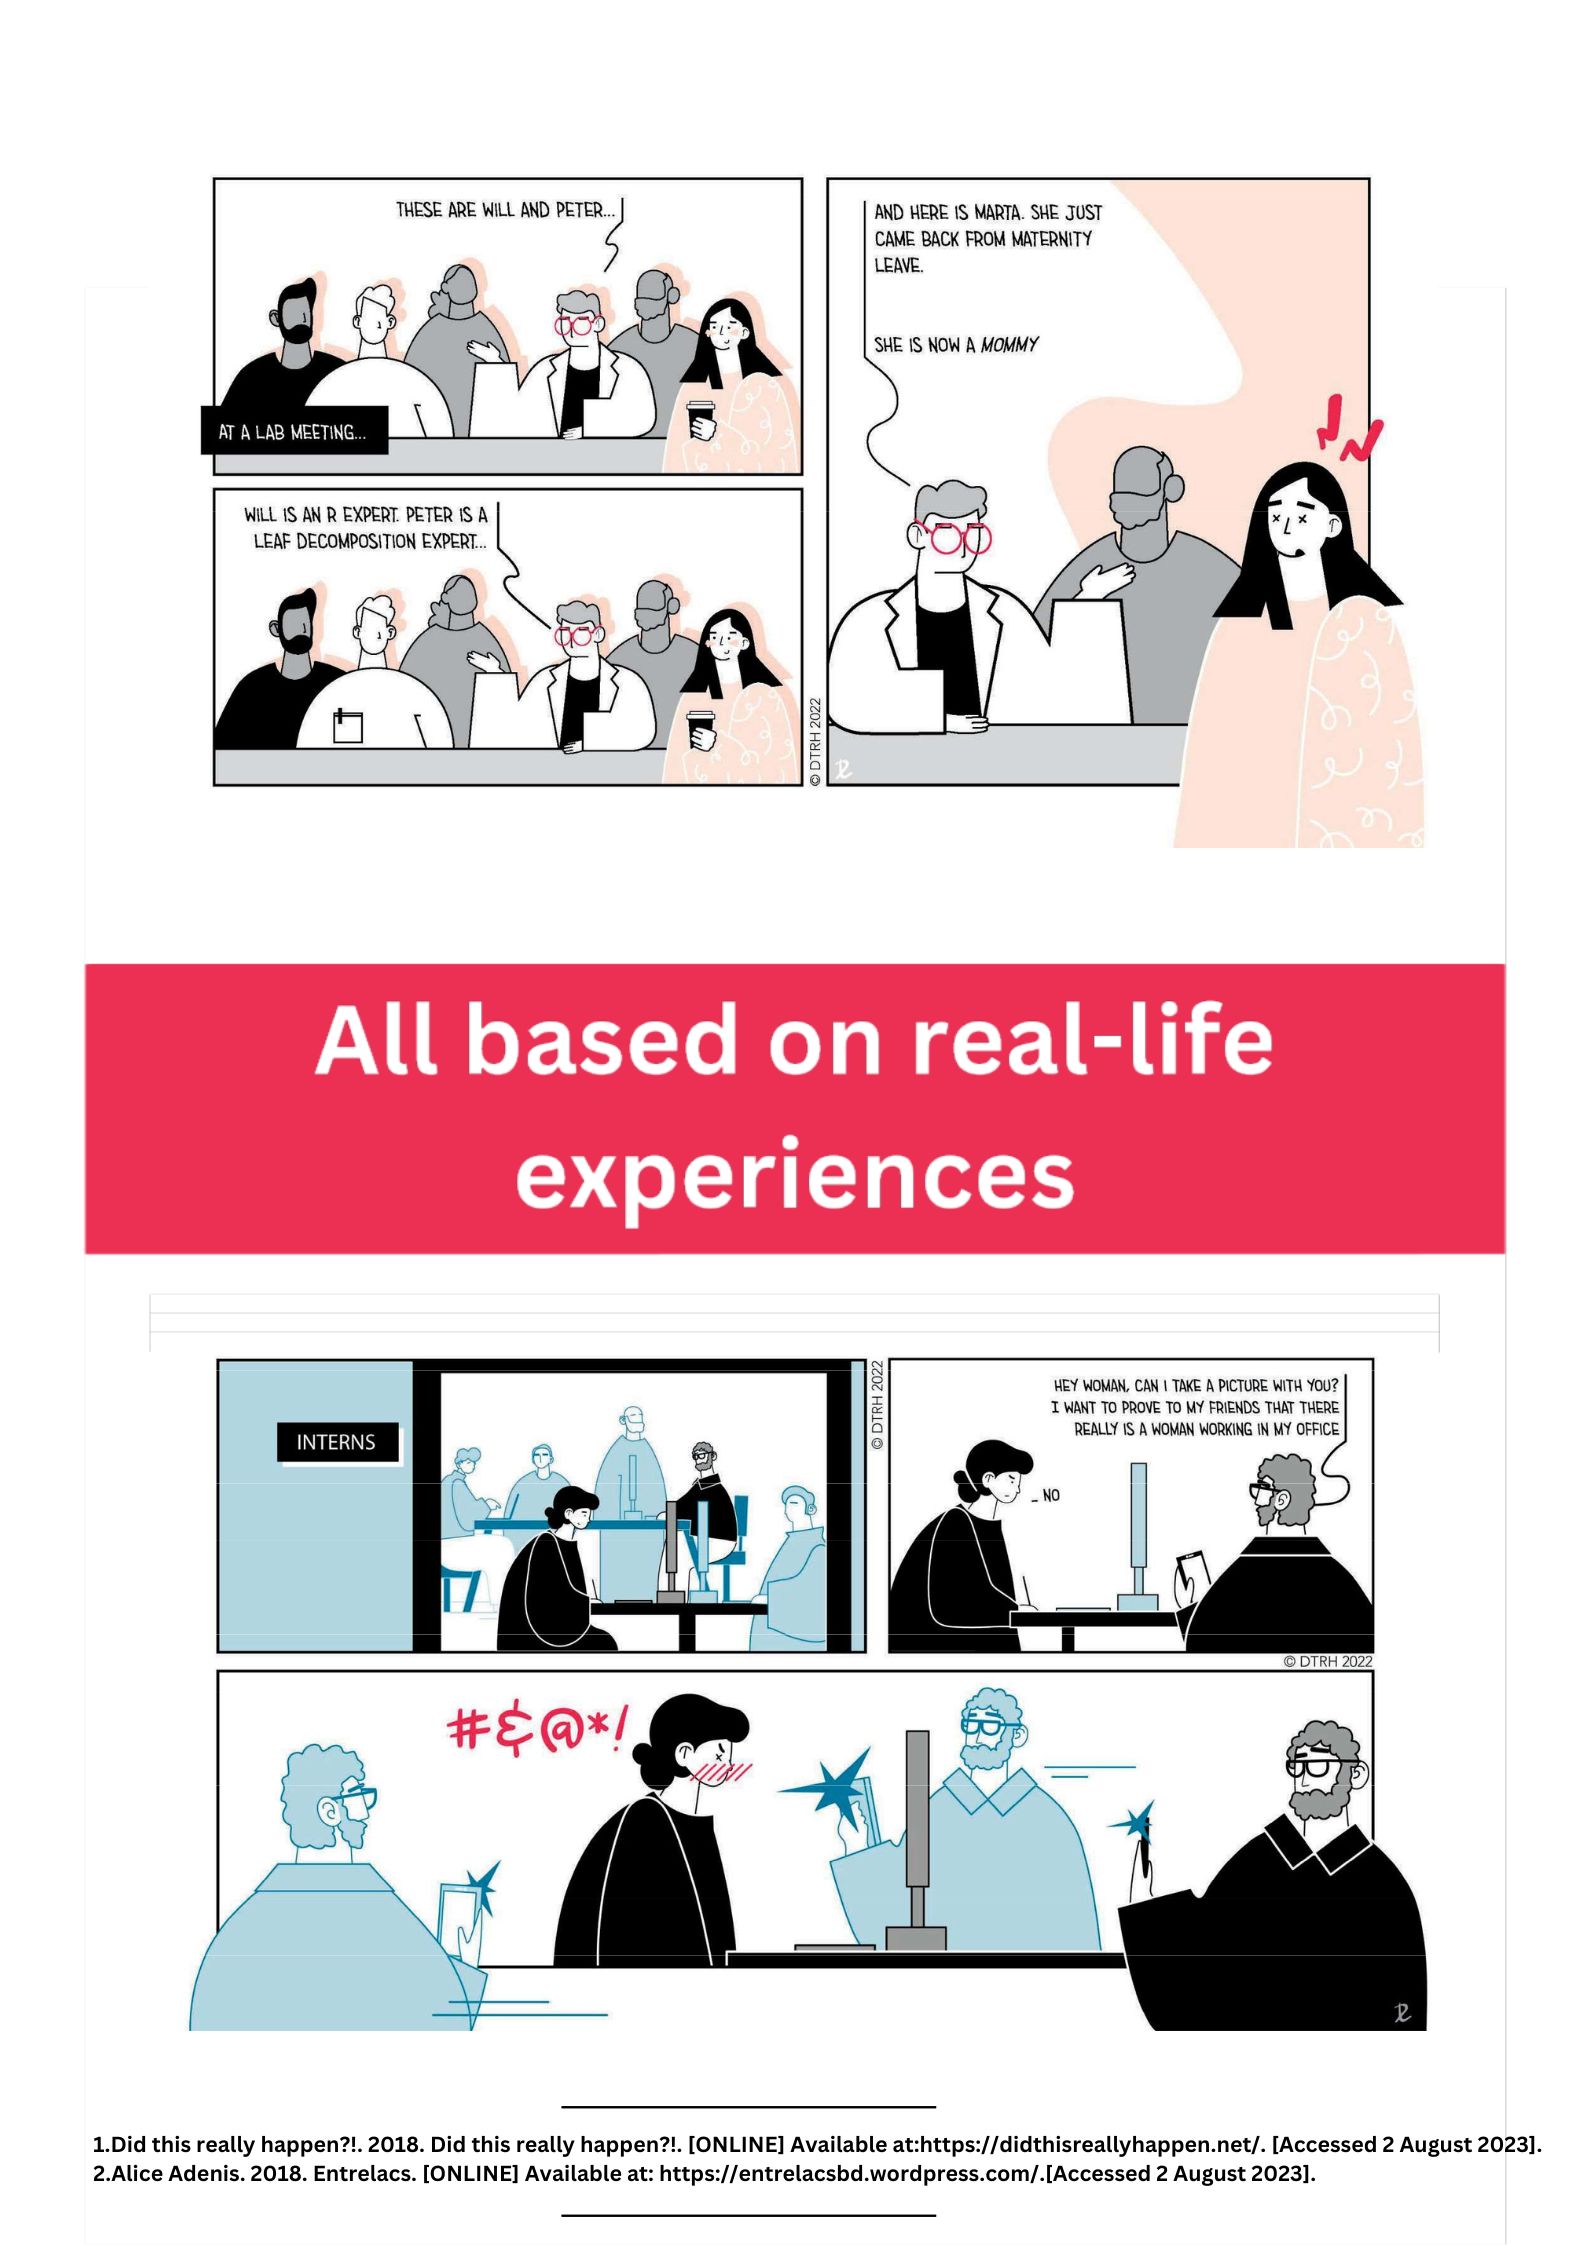 THESE ARE WILL AND PETER...
AT A LAB MEETING...
WILL IS AN R EXPERT. PETER IS A
LEAF DECOMPOSITION EXPERT...
© DTRH 2022
AND HERE IS MARTA. SHE JUST
CAME BACK FROM MATERNITY
LEAVE.
SHE IS NOW A MOMMY
All based on real-life
experiences
INTERNS
© DTRH 2022
HEY WOMAN, CAN I TAKE A PICTURE WITH YOU?
I WANT TO PROVE TO MY FRIENDS THAT THERE
REALLY IS A WOMAN WORKING IN MY OFFICE
- NO
© DTRH 2022
#&@*!
1.Did this really happen?!. 2018. Did this really happen?!. [ONLINE] Available at:https://didthisreallyhappen.net/. [Accessed 2 August 2023].
2.Alice Adenis. 2018. Entrelacs. [ONLINE] Available at: https://entrelacsbd.wordpress.com/.[Accessed 2 August 2023].